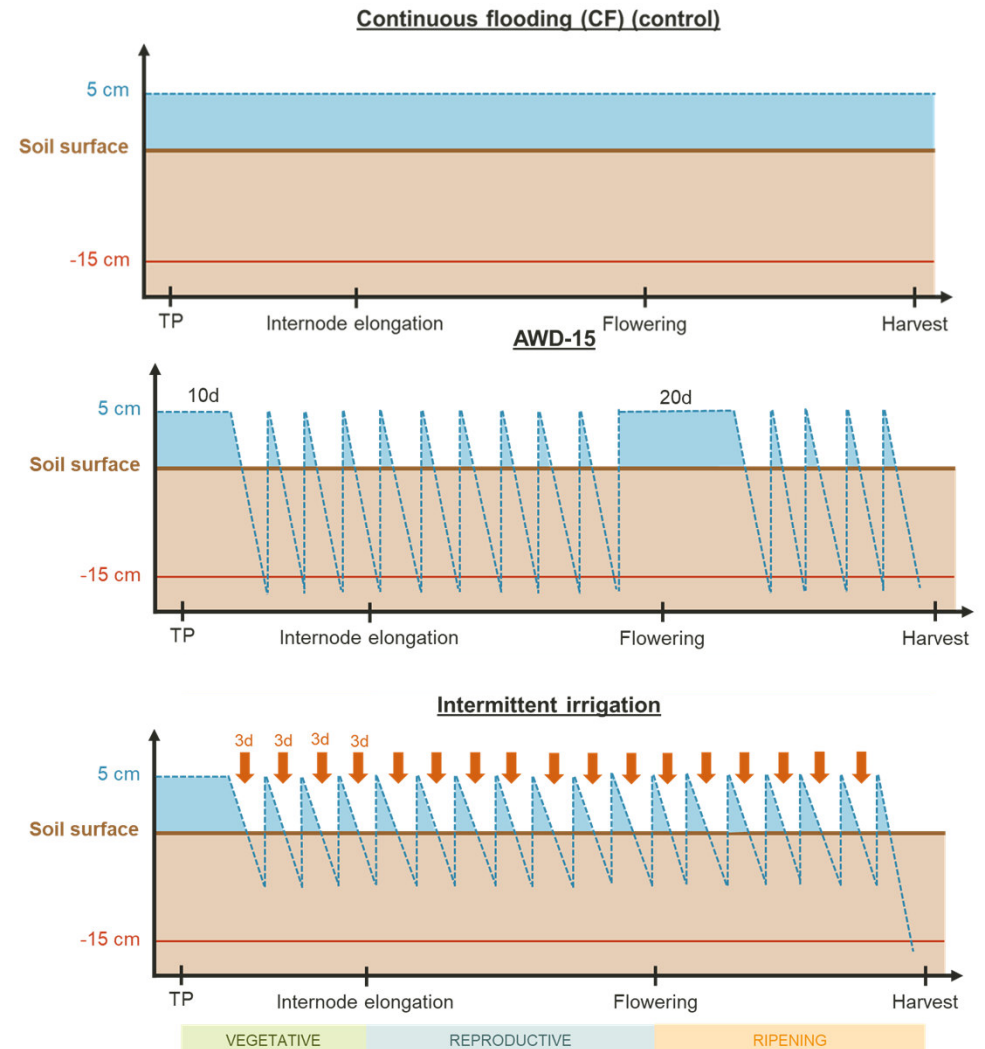 Continuous flooding (CF) (control)
5 cm
Soil surface
-15 cm
TP
Internode elongation
Flowering
Harvest
AWD-15
10d
20d
5 cm
Soil surface
-15 cm
TP
Internode elongation
Flowering
Harvest
Intermittent irrigation
3d
3d
3d
3d
5 cm
Soil surface
-15 cm
TP
Internode elongation
Flowering
Harvest
VEGETATIVE
REPRODUCTIVE
RIPENING